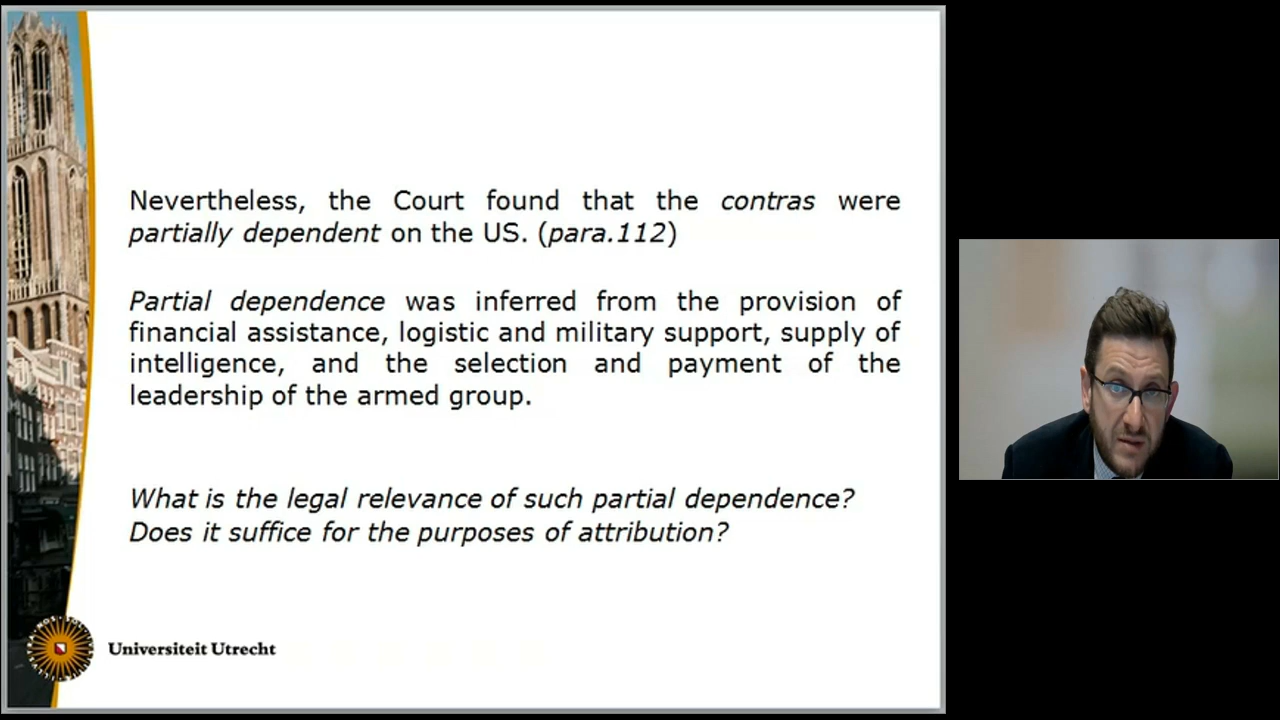 Nevertheless, the Court found that the contras were
partially dependent on the US. (para.112)
Partial dependence was inferred from the provision of
financial assistance, logistic and military support, supply of
intelligence, and the selection and payment of the
leadership of the armed group.
What is the legal relevance of such partial dependence?
Does it suffice for the purposes of attribution?
Universiteit Utrecht